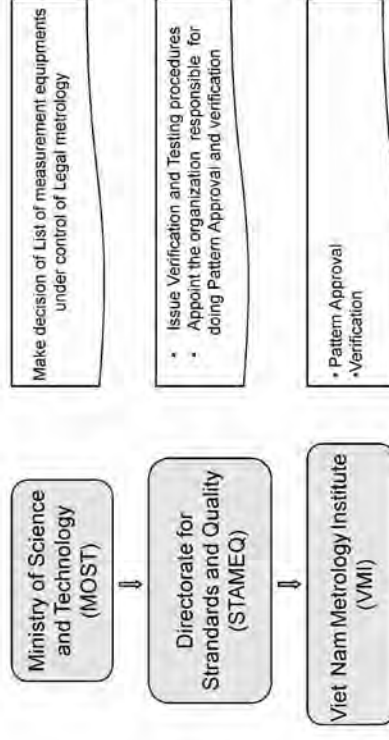 Ministry of Science
and Technology
(MOST)
Make decision of List of measurement equipments
under control of Legal metrology
⇓
Directorate for
Strandards and Quality
(STAMEQ)
• Issue Verification and Testing procedures
• Appoint the organization responsible for
doing Pattern Approval and verification
⇓
Viet Nam Metrology Institute
(VMI)
• Pattern Approval
•Verification